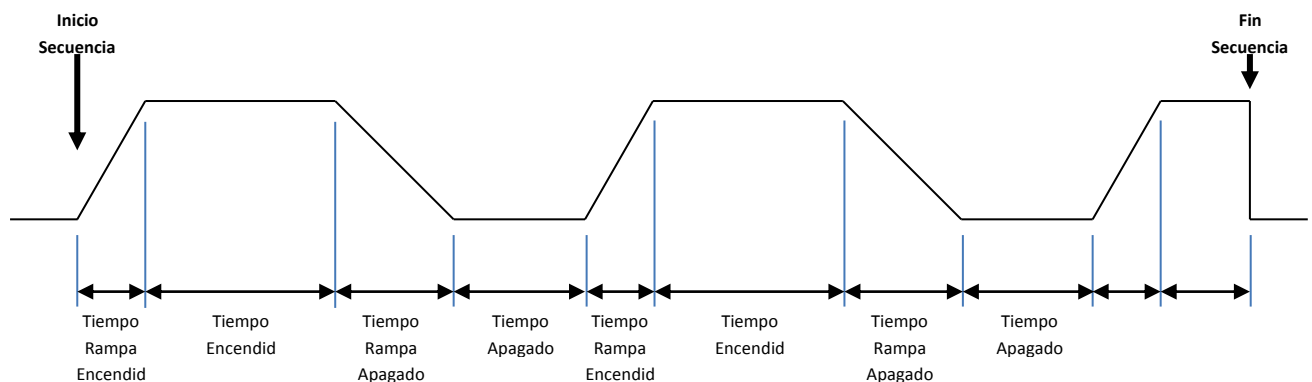 Inicio
Secuencia
Fin
Secuencia
Tiempo
Rampa
Encendid
Tiempo
Encendid
Tiempo
Rampa
Apagado
Tiempo
Apagado
Tiempo
Rampa
Encendid
Tiempo
Encendid
Tiempo
Rampa
Apagado
Tiempo
Apagado